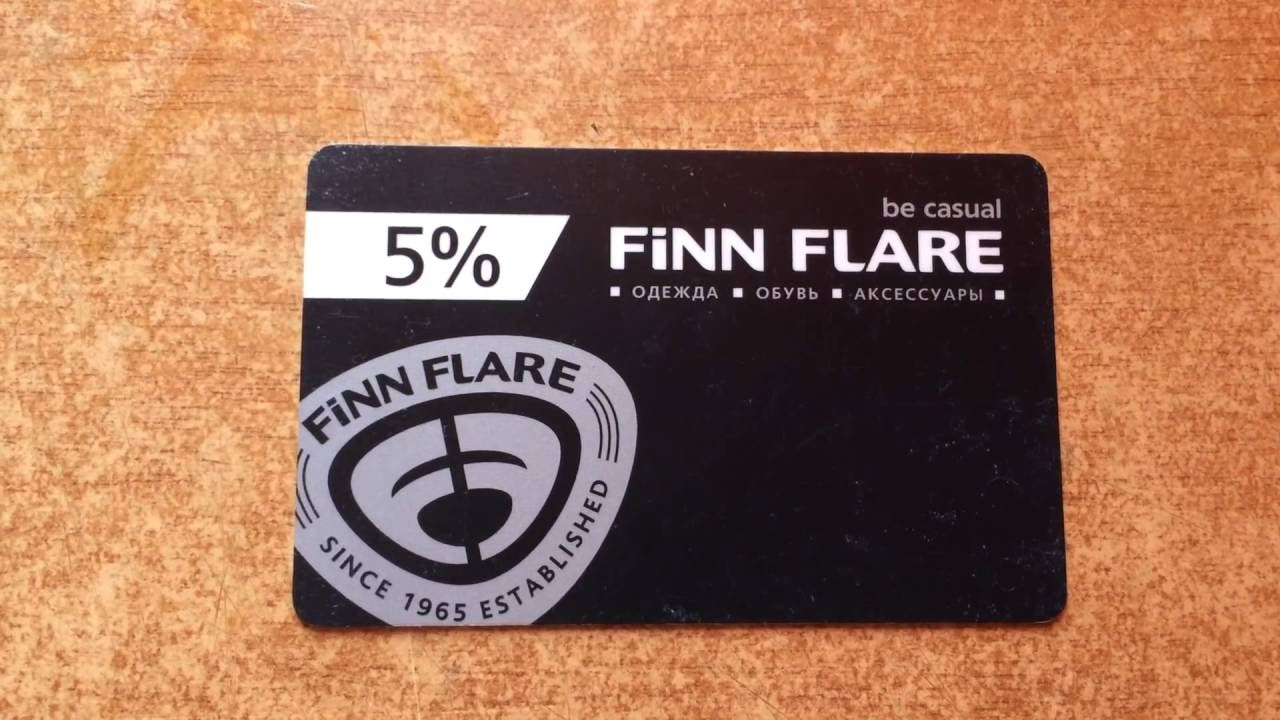 5%
be casual
FiNN FLARE
▪ ОДЕЖДА ▪ ОБУВЬ ▪ АКСЕССУАРЫ ▪
FiNN FLARE
SINCE 1965 ESTABLISHED